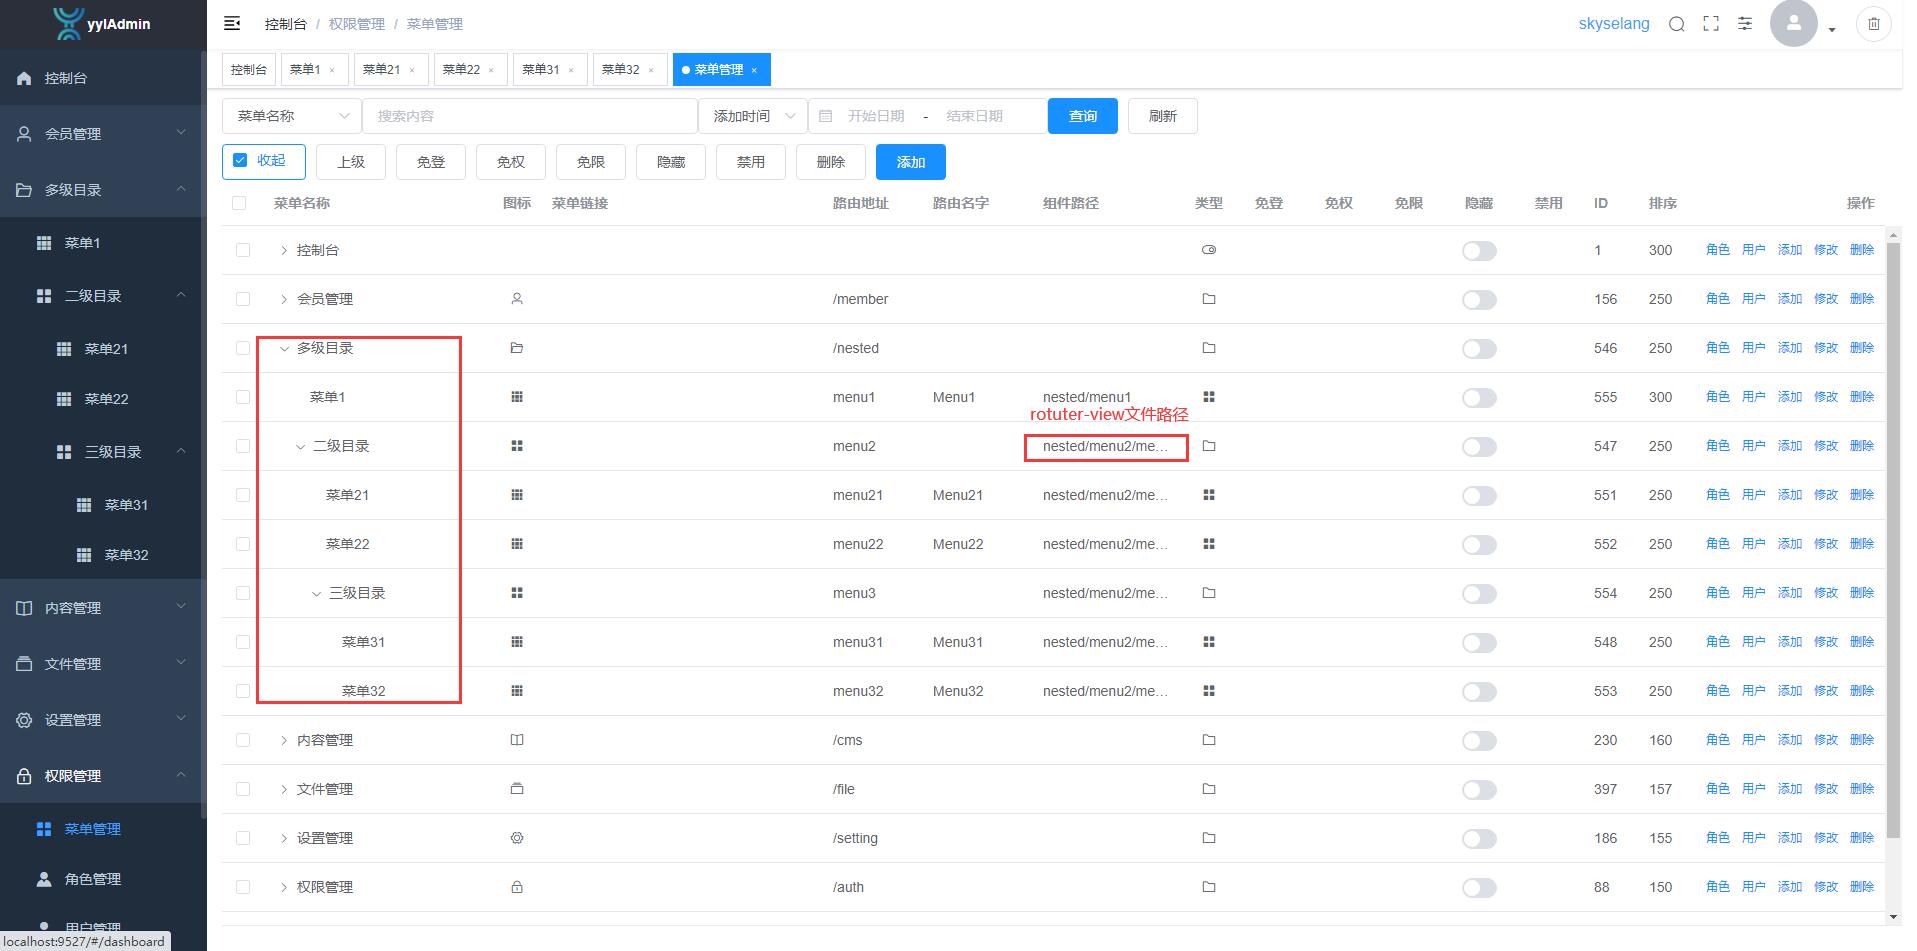 yylAdmin
控制台 / 权限管理 / 菜单管理
skyselang
控制台 菜单1 × 菜单21 × 菜单22 × 菜单31 × 菜单32 × 菜单管理 ×
菜单名称 搜索内容 添加时间 开始日期 - 结束日期 查询 刷新
收起 上级 免登 免权 免限 隐藏 禁用 删除 添加
控制台
会员管理
多级目录
菜单1
二级目录
菜单21
菜单22
三级目录
菜单31
菜单32
内容管理
文件管理
设置管理
权限管理
菜单管理
角色管理
用户管理
localhost:9527/#/dashboard
菜单名称 图标 菜单链接 路由地址 路由名字 组件路径 类型 免登 免权 免限 隐藏 禁用 ID 排序 操作
控制台 1 300 角色 用户 添加 修改 删除
会员管理 /member 156 250 角色 用户 添加 修改 删除
多级目录 /nested 546 250 角色 用户 添加 修改 删除
菜单1 menu1 Menu1 nested/menu1 555 300 角色 用户 添加 修改 删除
rotuter-view文件路径
二级目录 menu2 nested/menu2/me... 547 250 角色 用户 添加 修改 删除
菜单21 menu21 Menu21 nested/menu2/me... 551 250 角色 用户 添加 修改 删除
菜单22 menu22 Menu22 nested/menu2/me... 552 250 角色 用户 添加 修改 删除
三级目录 menu3 nested/menu2/me... 554 250 角色 用户 添加 修改 删除
菜单31 menu31 Menu31 nested/menu2/me... 548 250 角色 用户 添加 修改 删除
菜单32 menu32 Menu32 nested/menu2/me... 553 250 角色 用户 添加 修改 删除
内容管理 /cms 230 160 角色 用户 添加 修改 删除
文件管理 /file 397 157 角色 用户 添加 修改 删除
设置管理 /setting 186 155 角色 用户 添加 修改 删除
权限管理 /auth 88 150 角色 用户 添加 修改 删除